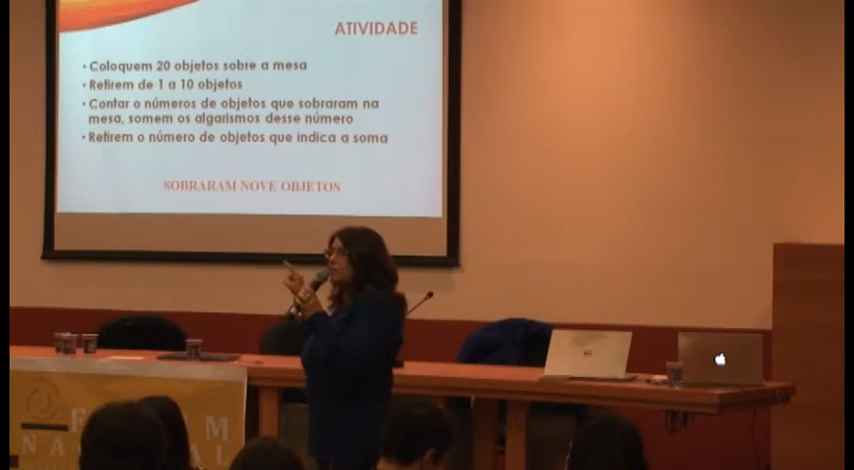 ATIVIDADE
• Coloquem 20 objetos sobre a mesa
• Retirem de 1 a 10 objetos
• Contar o números de objetos que sobraram na
mesa, somem os algarismos desse número
• Retirem o número de objetos que indica a soma
SOBRARAM NOVE OBJETOS